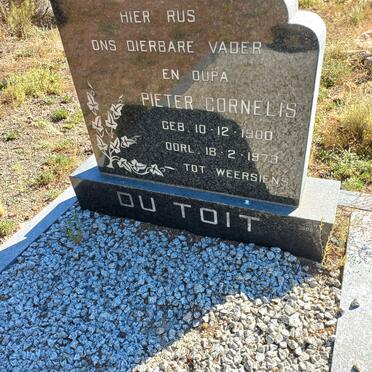 HIER RUS
ONS DIERBARE VADER
EN OUPA
PIETER CORNELIS
GEB. 10-12-1900
OORL. 18-2-1973
TOT WEERSIENS
DU TOIT